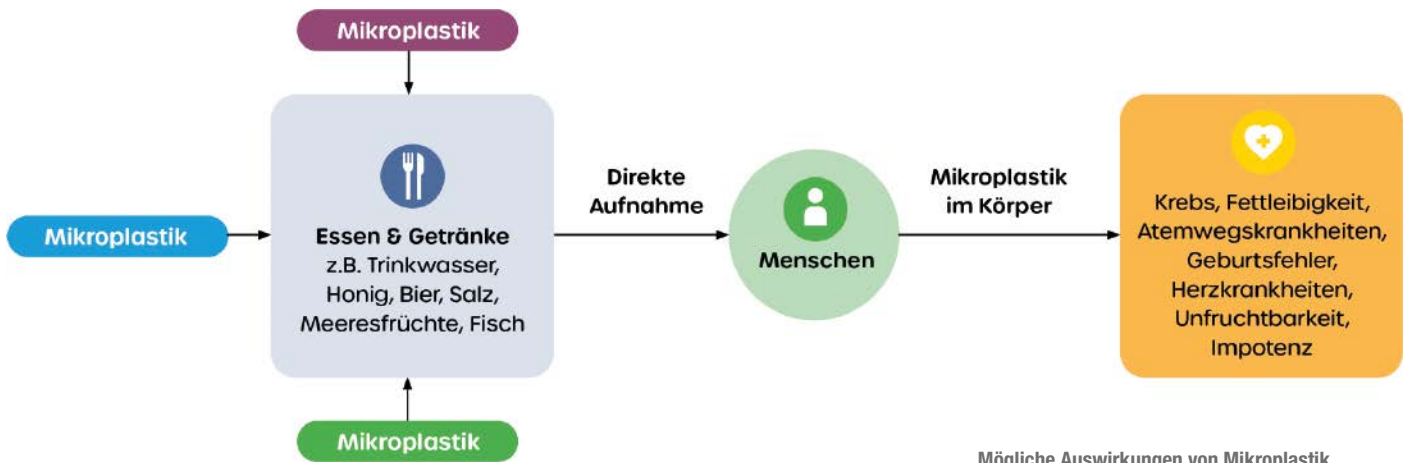 Mikroplastik
Mikroplastik
Essen & Getränke
z.B. Trinkwasser,
Honig, Bier, Salz,
Meeresfrüchte, Fisch
Mikroplastik
Direkte
Aufnahme
Menschen
Mikroplastik
im Körper
Krebs, Fettleibigkeit,
Atemwegskrankheiten,
Geburtsfehler,
Herzkrankheiten,
Unfruchtbarkeit,
Impotenz
Mögliche Auswirkungen von Mikroplastik